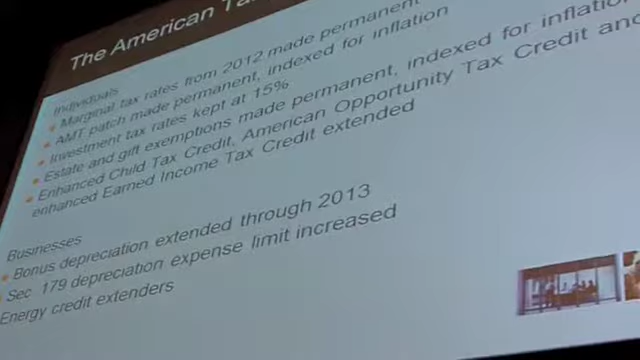 The American
Individuals
Marginal tax rates from 2012 made permanent
AMT patch made permanent, indexed for inflation
Investment tax rates kept at 15%
Estate and gift exemptions made permanent, indexed for inflation
Enhanced Child Tax Credit, American Opportunity Tax Credit and
enhanced Earned Income Tax Credit extended
Businesses
Bonus depreciation extended through 2013
Sec. 179 depreciation expense limit increased
Energy credit extenders